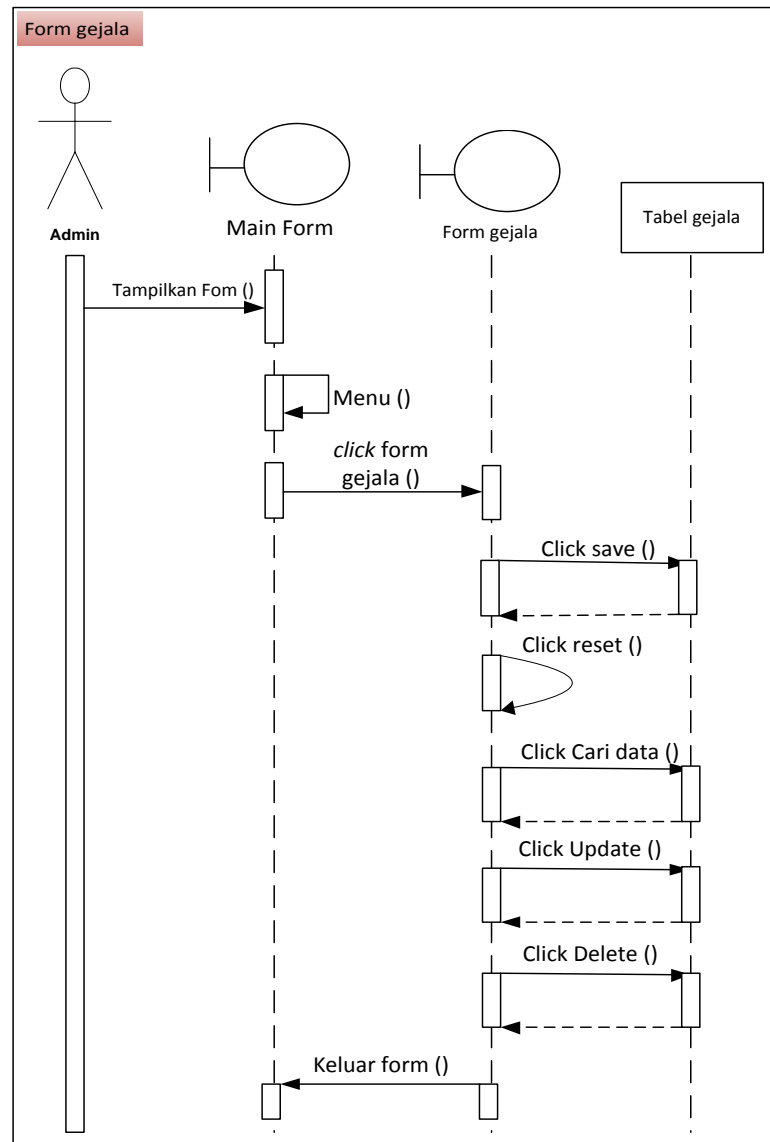 Form gejala
Admin
Main Form
Form gejala
Tabel gejala
Tampilkan Fom ()
Menu ()
click form
gejala ()
Click save ()
Click reset ()
Click Cari data ()
Click Update ()
Click Delete ()
Keluar form ()